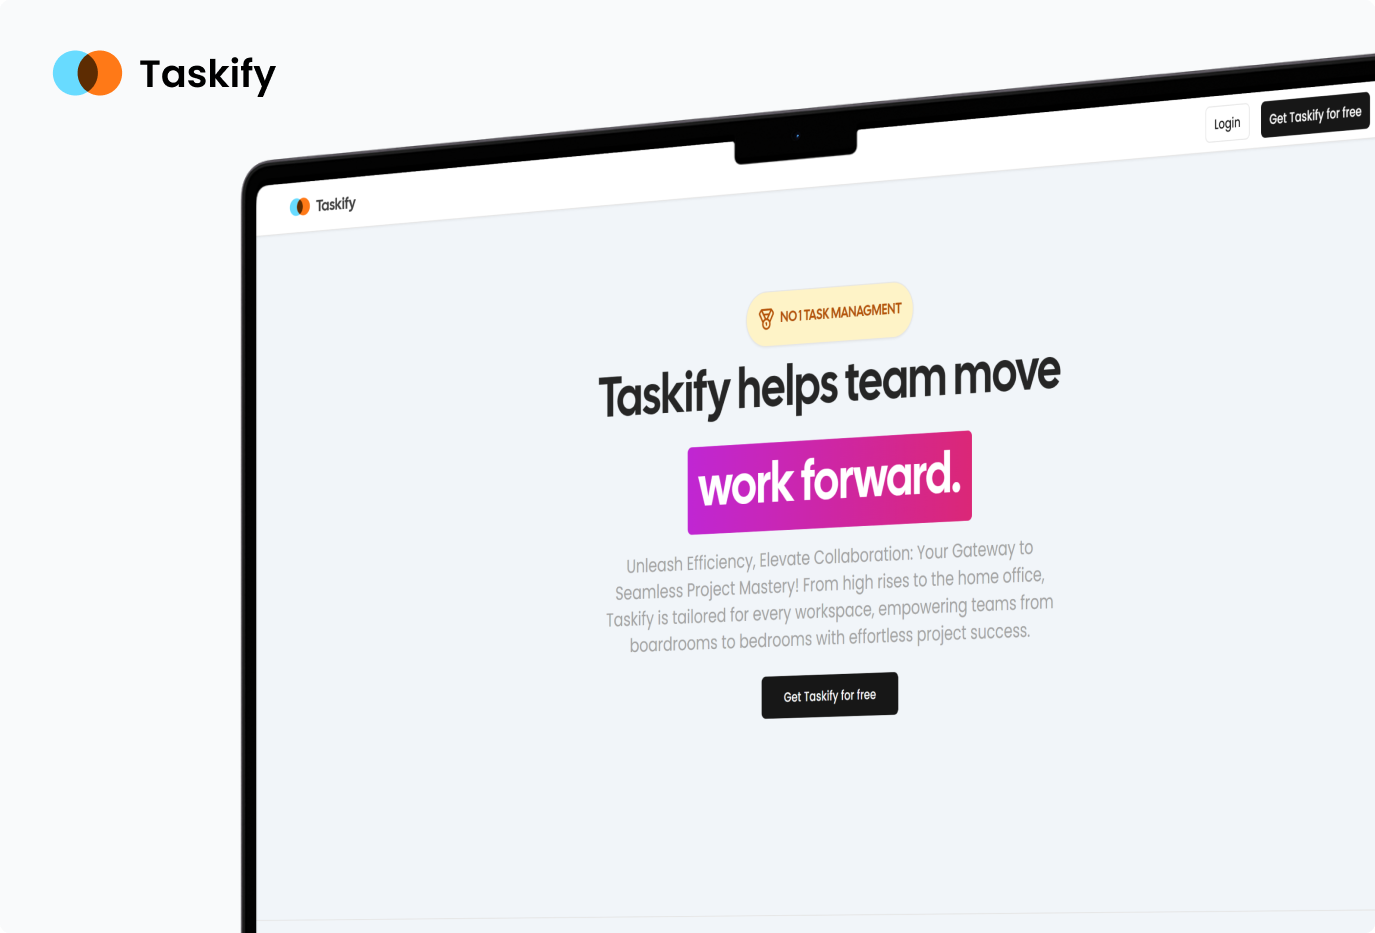 Taskify
Login
Get Taskify for free
Taskify
NO 1 TASK MANAGMENT
Taskify helps team move
work forward.
Unleash Efficiency, Elevate Collaboration: Your Gateway to
Seamless Project Mastery! From high rises to the home office,
Taskify is tailored for every workspace, empowering teams from
boardrooms to bedrooms with effortless project success.
Get Taskify for free